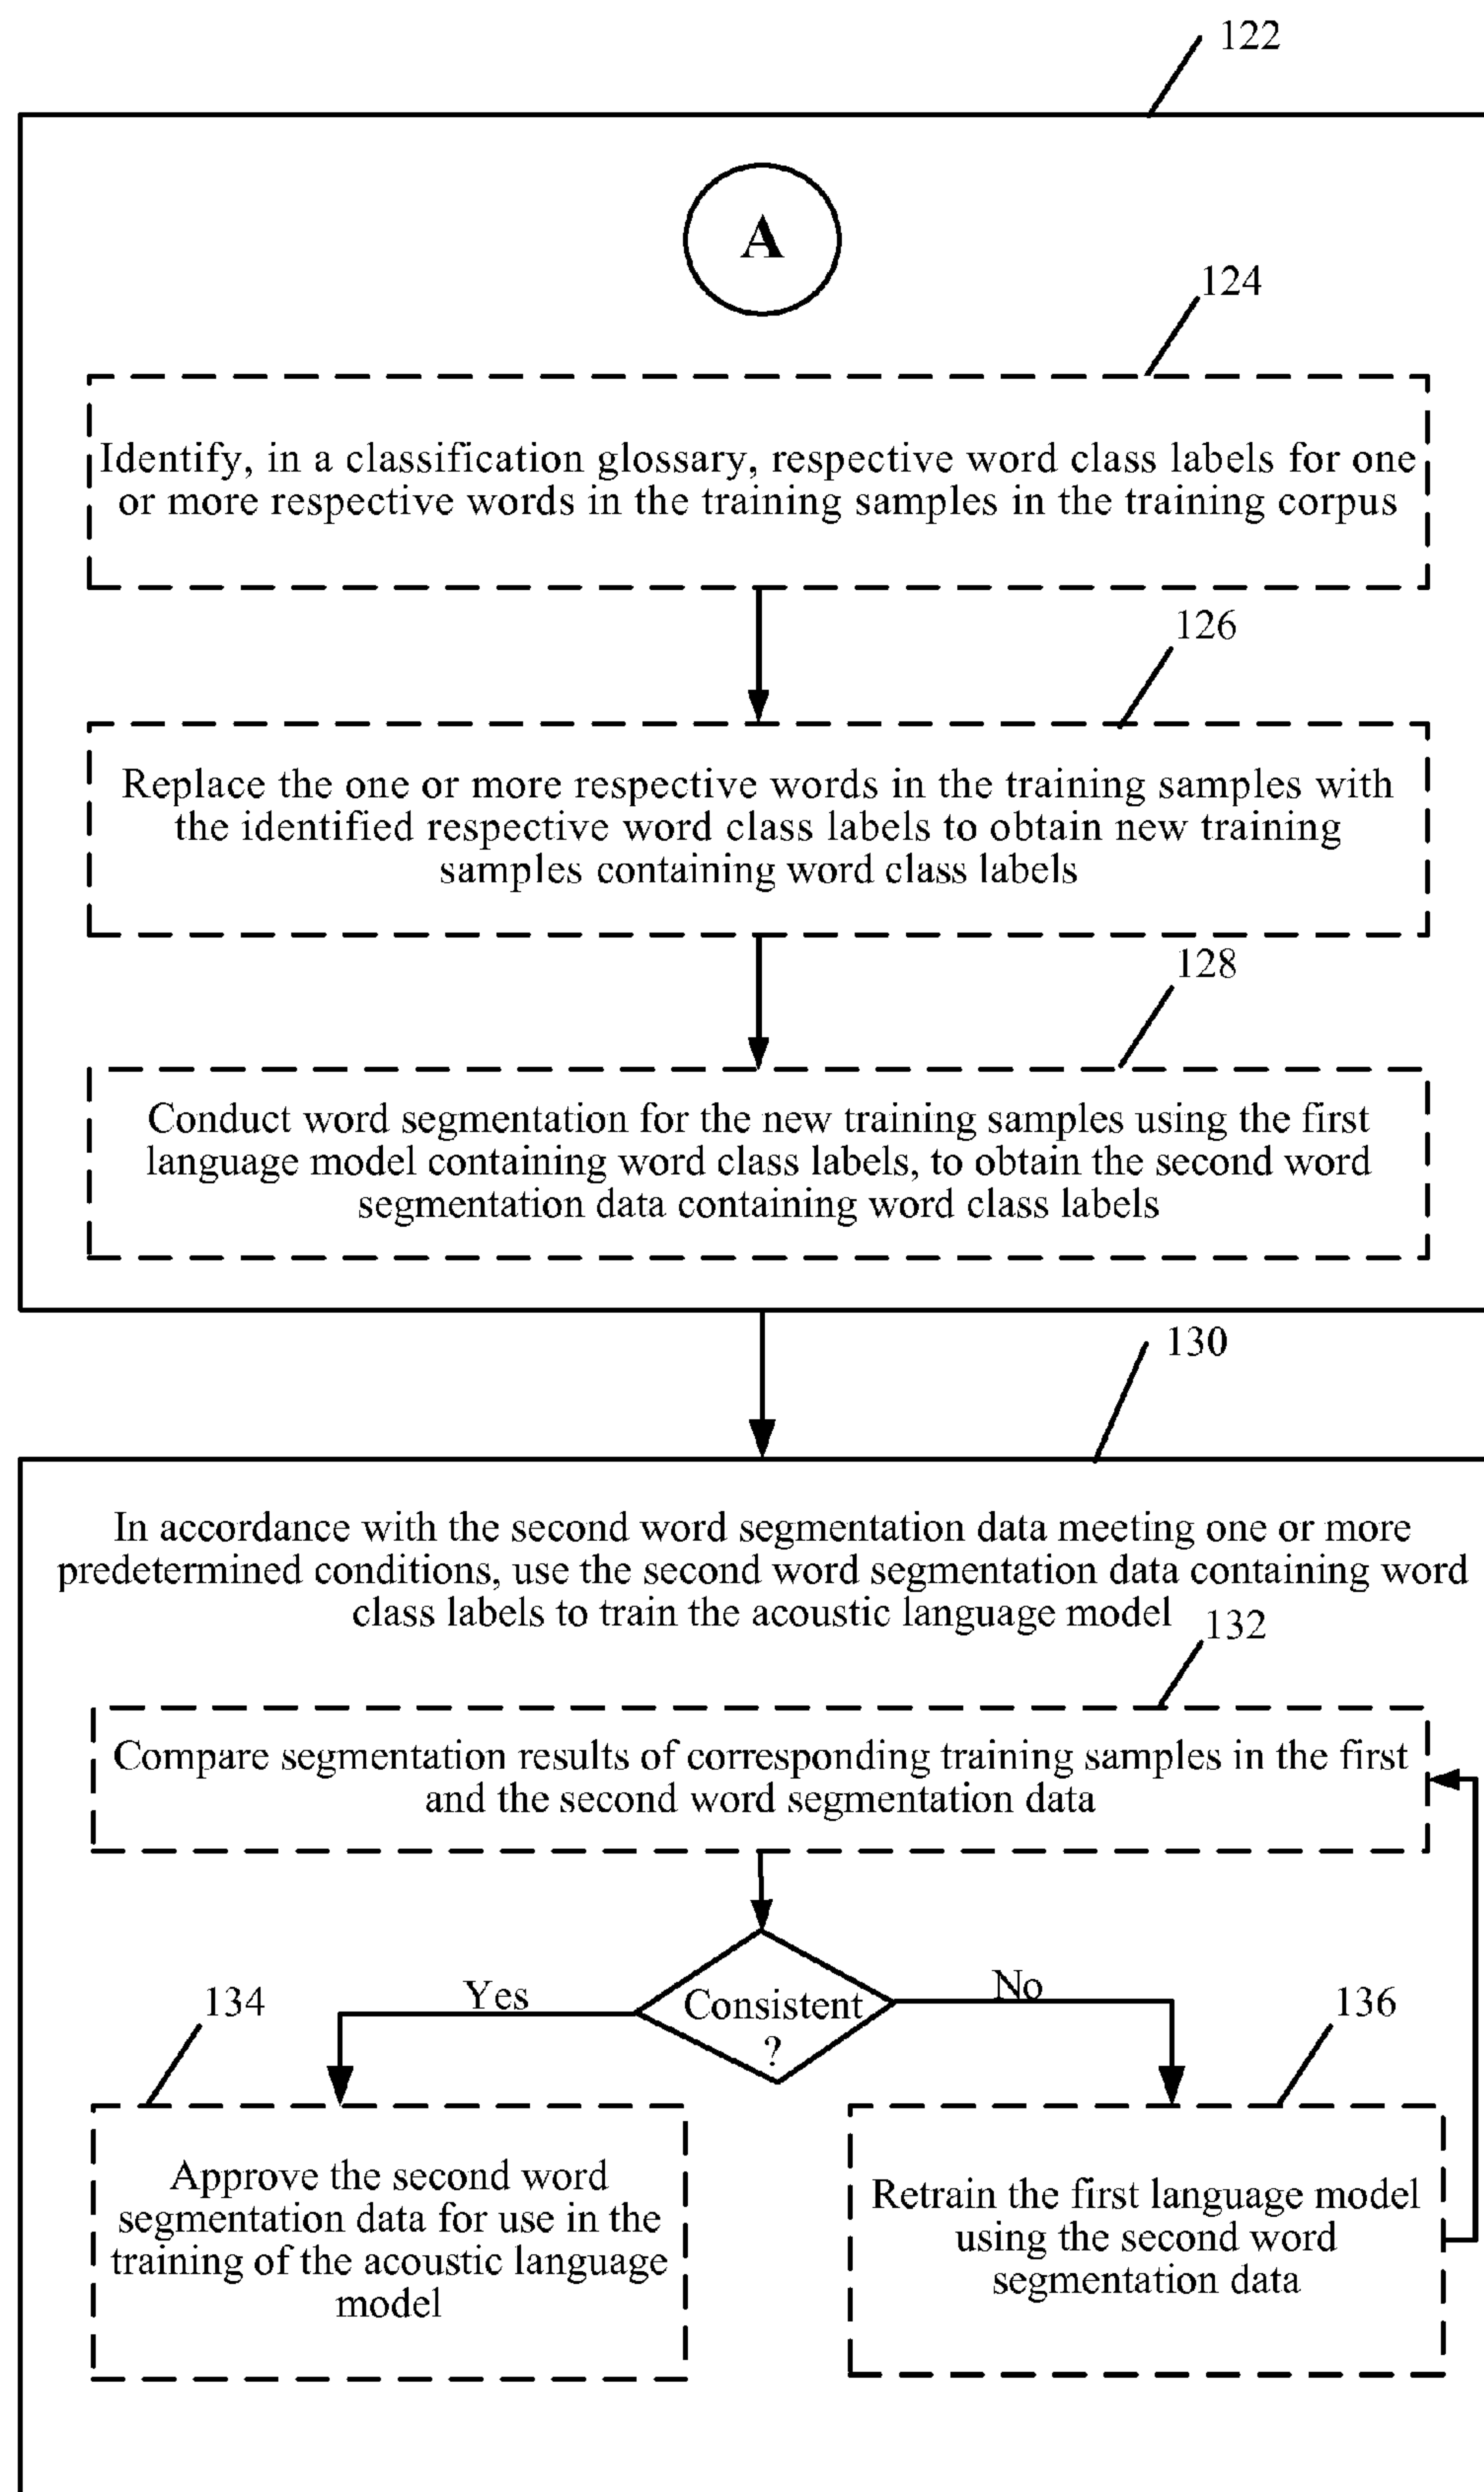 122
A
124
Identify, in a classification glossary, respective word class labels for one
or more respective words in the training samples in the training corpus
126
Replace the one or more respective words in the training samples with
the identified respective word class labels to obtain new training
samples containing word class labels
128
Conduct word segmentation for the new training samples using the first
language model containing word class labels, to obtain the second word
segmentation data containing word class labels
130
In accordance with the second word segmentation data meeting one or more
predetermined conditions, use the second word segmentation data containing word
class labels to train the acoustic language model
132
Compare segmentation results of corresponding training samples in the first
and the second word segmentation data
Consistent
?
Yes
No
134
136
Approve the second word
segmentation data for use in the
training of the acoustic language
model
Retrain the first language model
using the second word
segmentation data